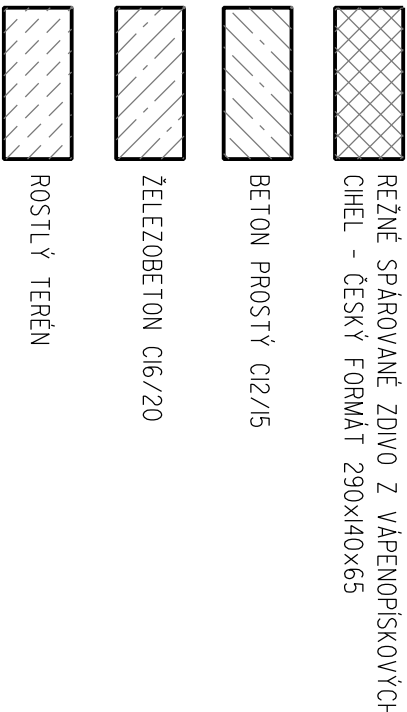 REŽNÉ SPÁROVANÉ ZDIVO Z VÁPENOPÍSKOVÝCH
CIHEL - ČESKÝ FORMÁT 290x140x65
BETON PROSTÝ C12/15
ŽELEZOBETON C16/20
ROSTLÝ TERÉN